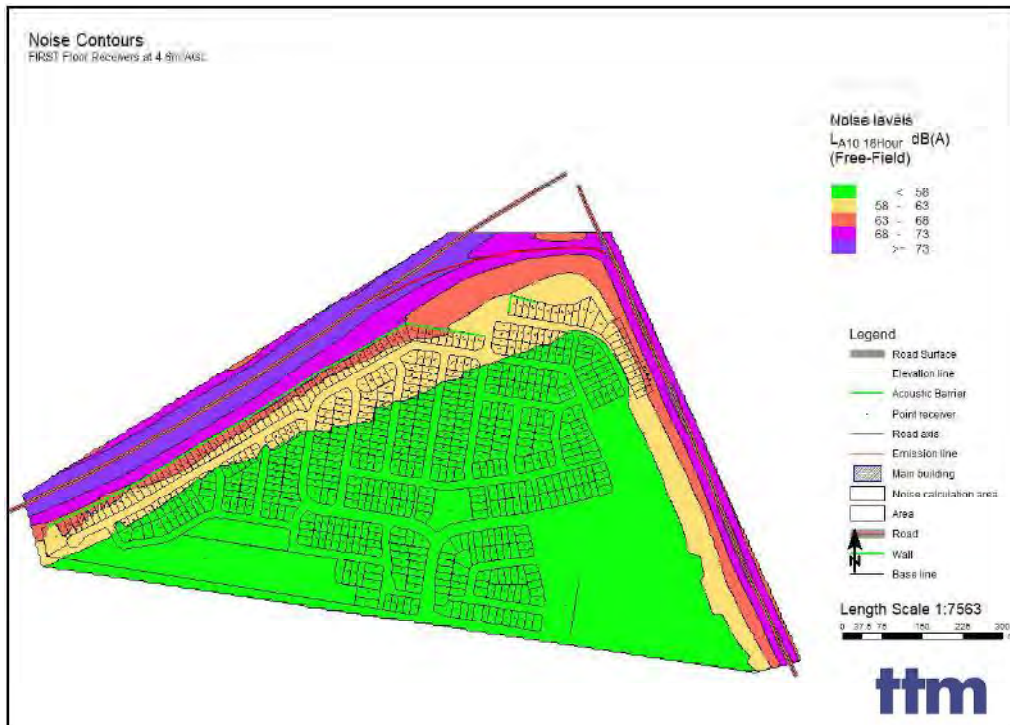 Noise Contours
FIRST Floor Receivers at 4.6m AGL
Noise levels
LA10 18Hour dB(A)
(Free-Field)
< 58
58 - 63
63 - 68
68 - 73
>= 73
Legend
Road Surface
Elevation line
Acoustic Barrier
Point receiver
Road axis
Emission line
Main building
Noise calculation area
Area
Road
Wall
Base line
N
Length Scale 1:7563
0 37.5 75 150 225 300
ttm